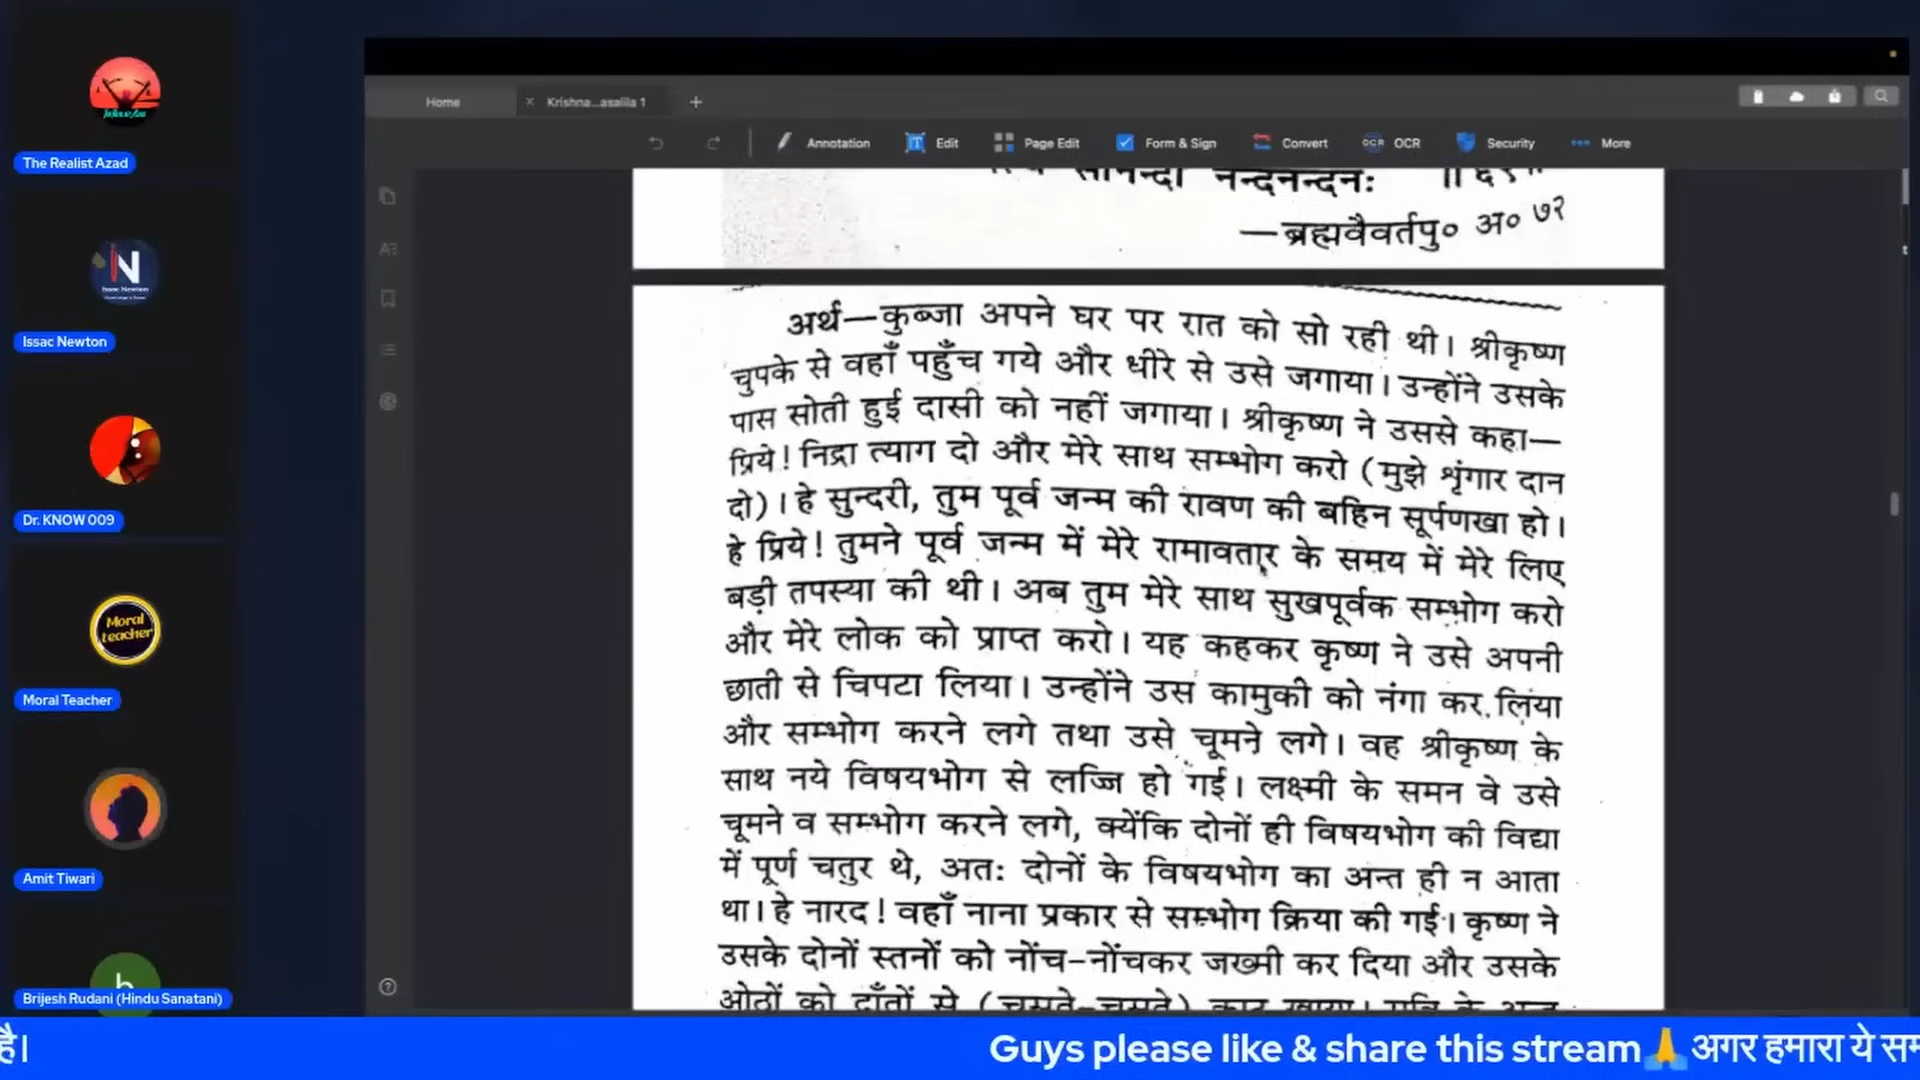 The Realist Azad
Issac Newton
Dr. KNOW 009
Moral teacher
Moral Teacher
Amit Tiwari
Brijesh Rudani (Hindu Sanatani)
Home
Krishna...asalila 1
Annotation
Edit
Page Edit
Form & Sign
Convert
OCR
Security
More
नन्दनन्दनः
—ब्रह्मवैवर्तपु० अ० ७२
अर्थ—कुब्जा अपने घर पर रात को सो रही थी। श्रीकृष्ण
चुपके से वहाँ पहुँच गये और धीरे से उसे जगाया। उन्होंने उसके
पास सोती हुई दासी को नहीं जगाया। श्रीकृष्ण ने उससे कहा—
प्रिये! निद्रा त्याग दो और मेरे साथ सम्भोग करो (मुझे शृंगार दान
दो)। हे सुन्दरी, तुम पूर्व जन्म की रावण की बहिन सूर्पणखा हो।
हे प्रिये! तुमने पूर्व जन्म में मेरे रामावतार के समय में मेरे लिए
बड़ी तपस्या की थी। अब तुम मेरे साथ सुखपूर्वक सम्भोग करो
और मेरे लोक को प्राप्त करो। यह कहकर कृष्ण ने उसे अपनी
छाती से चिपटा लिया। उन्होंने उस कामुकी को नंगा कर लिया
और सम्भोग करने लगे तथा उसे चूमने लगे। वह श्रीकृष्ण के
साथ नये विषयभोग से लज्जि हो गई। लक्ष्मी के समन वे उसे
चूमने व सम्भोग करने लगे, क्येंकि दोनों ही विषयभोग की विद्या
में पूर्ण चतुर थे, अतः दोनों के विषयभोग का अन्त ही न आता
था। हे नारद! वहाँ नाना प्रकार से सम्भोग क्रिया की गई। कृष्ण ने
उसके दोनों स्तनों को नोंच-नोंचकर जख्मी कर दिया और उसके
ओठों को दाँतों से
है।
Guys please like & share this stream🙏अगर हमारा ये